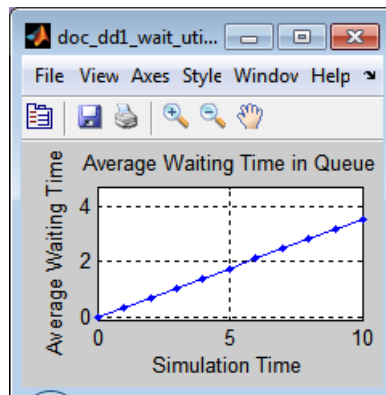 doc_dd1_wait_uti...
File View Axes Style Windov Help
Average Waiting Time in Queue
Average Waiting Time
4
2
0
0 5 10
Simulation Time